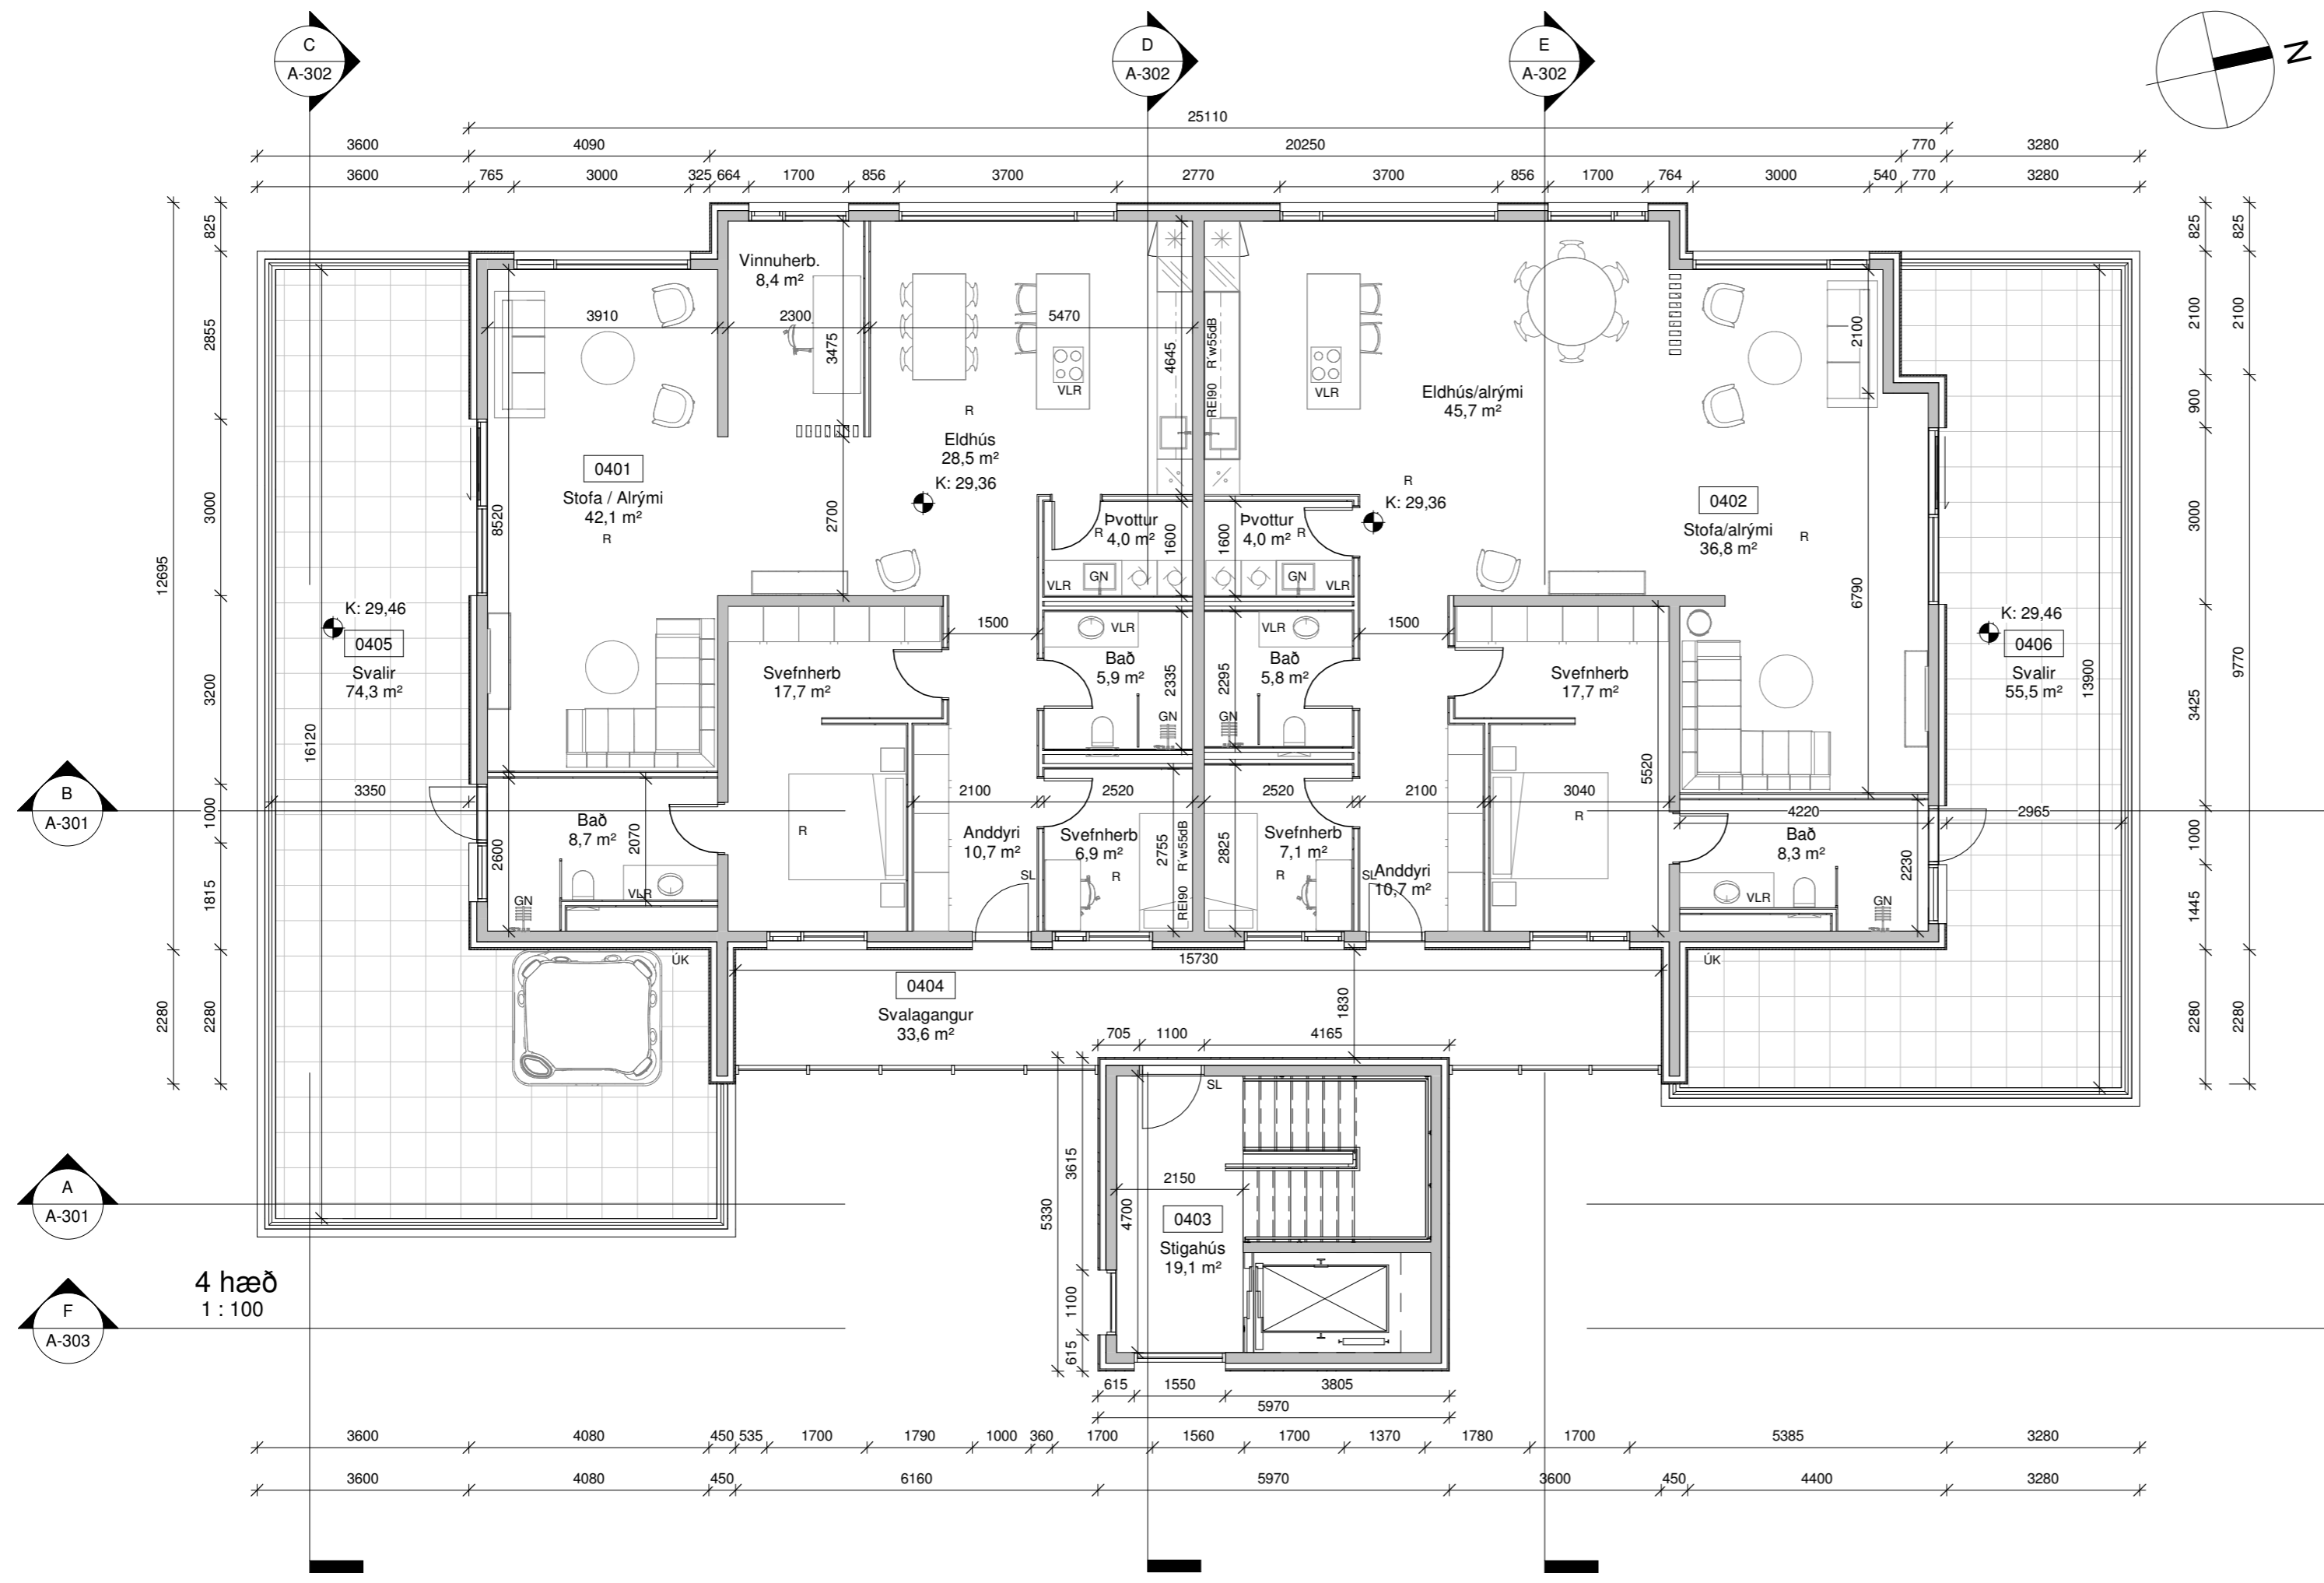 C
A-302
D
A-302
E
A-302
N
25110
3600 4090 20250 770 3280
3600 765 3000 325 664 1700 856 3700 2770 3700 856 1700 764 3000 540 770 3280
12695
2280
825
2855
3000
3200
1000
1815
2280
825
2100
900
3000
3425
1000
1445
2280
825
2100
9770
2280
Vinnuherb.
8,4 m²
3910 2300 5470
3475
4645
R´w55dB
REI90
2100
VLR
VLR
R
Eldhús
28,5 m²
K: 29,36
Eldhús/alrými
45,7 m²
R
K: 29,36
0401
Stofa / Alrými
42,1 m²
R
8520
2700
0402
Stofa/alrými
36,8 m²
R
6790
Þvottur
4,0 m²
R
1600
VLR
GN
Þvottur
4,0 m²
R
1600
GN
VLR
K: 29,46
0405
Svalir
74,3 m²
16120
3350
K: 29,46
0406
Svalir
55,5 m²
13900
2965
1500
1500
VLR
Bað
5,9 m²
2335
GN
VLR
Bað
5,8 m²
2295
GN
Svefnherb
17,7 m²
R
Svefnherb
17,7 m²
R
5520
2100 2520 2520 2100 3040
4220
B
A-301
Bað
8,7 m²
2070
2600
VLR
GN
Anddyri
10,7 m²
SL
Svefnherb
6,9 m²
R
2755
R´w55dB
REI90
Svefnherb
7,1 m²
R
2825
Anddyri
10,7 m²
SL
Bað
8,3 m²
2230
VLR
GN
ÚK
ÚK
15730
0404
Svalagangur
33,6 m²
1830
705 1100 4165
SL
3615
5330
1100
615
2150
4700
0403
Stigahús
19,1 m²
A
A-301
4 hæð
1 : 100
F
A-303
615 1550 3805
5970
3600 4080 450 535 1700 1790 1000 360 1700 1560 1700 1370 1780 1700 5385 3280
3600 4080 450 6160 5970 3600 450 4400 3280